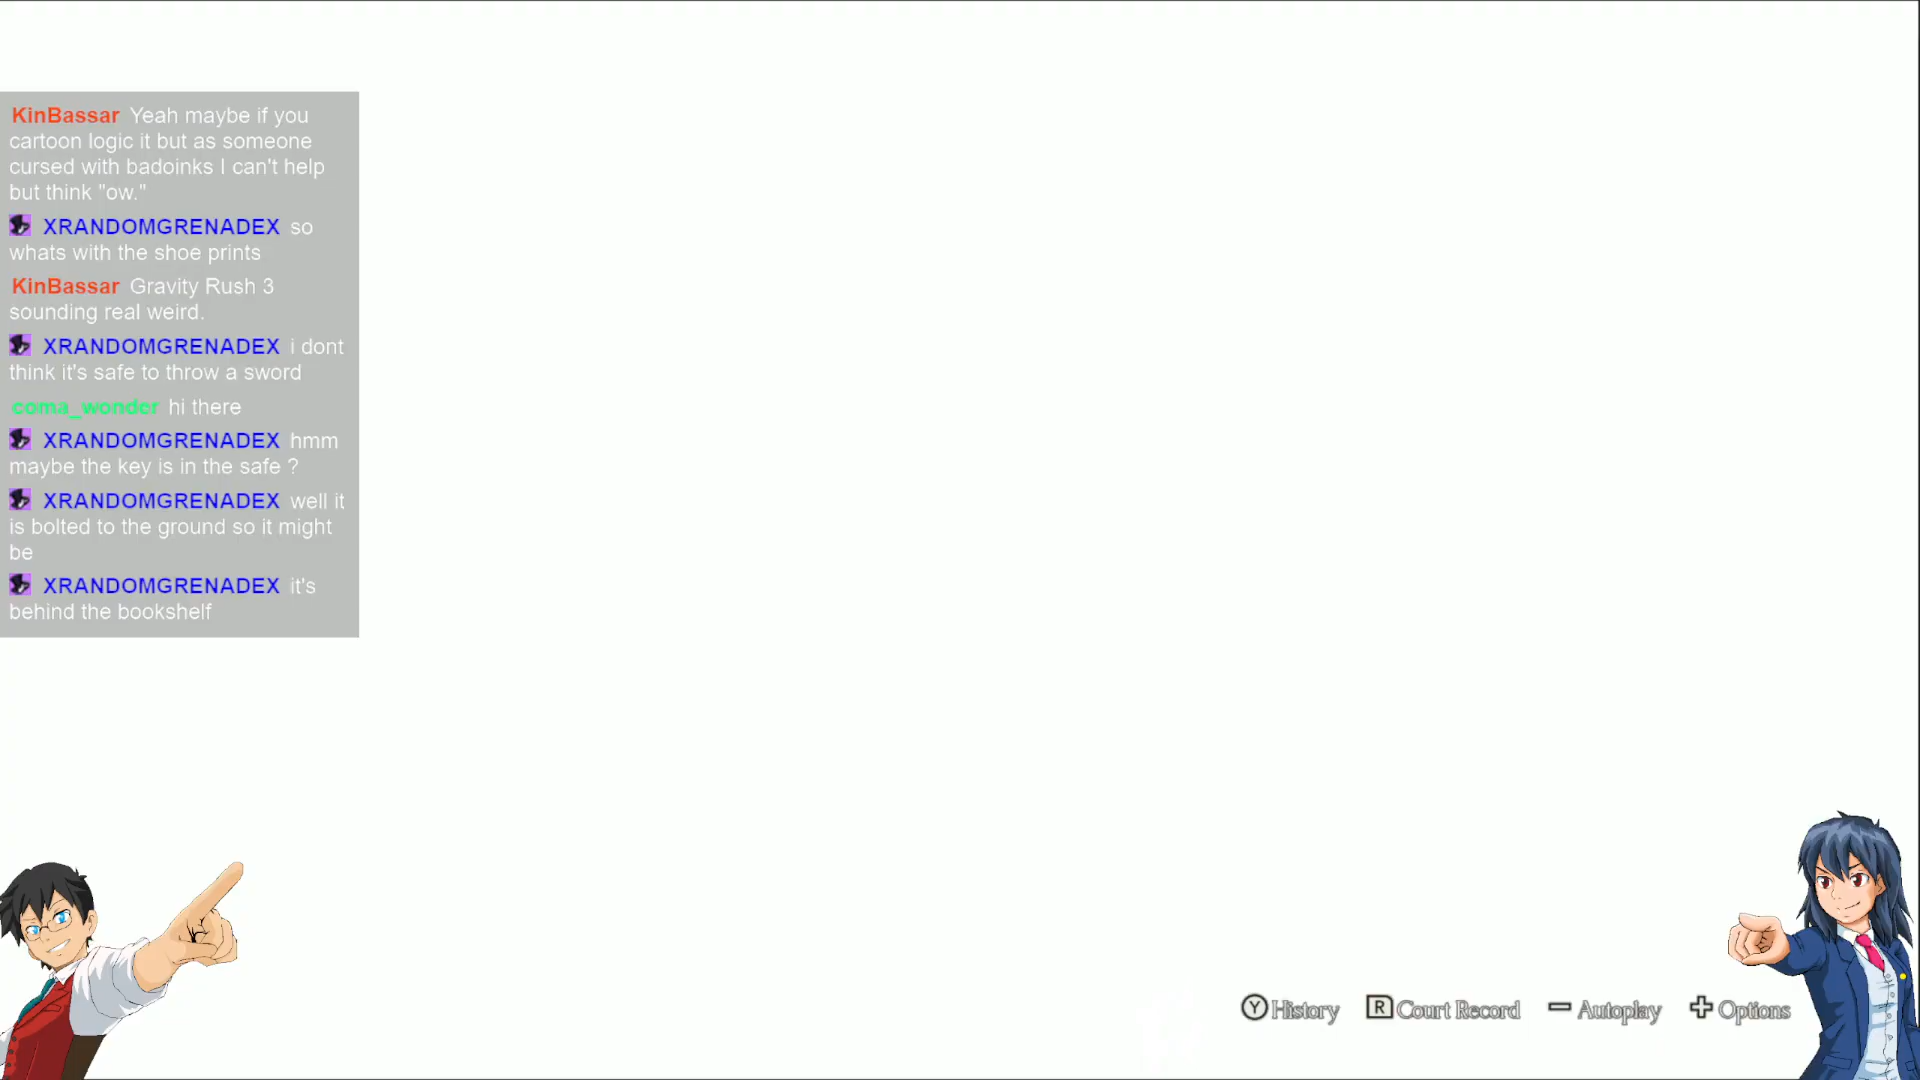 KinBassar Yeah maybe if you
cartoon logic it but as someone
cursed with badoinks I can't help
but think "ow."
XRANDOMGRENADEX so
whats with the shoe prints
KinBassar Gravity Rush 3
sounding real weird.
XRANDOMGRENADEX i dont
think it's safe to throw a sword
coma_wonder hi there
XRANDOMGRENADEX hmm
maybe the key is in the safe ?
XRANDOMGRENADEX well it
is bolted to the ground so it might
be
XRANDOMGRENADEX it's
behind the bookshelf
Y History R Court Record Autoplay Options